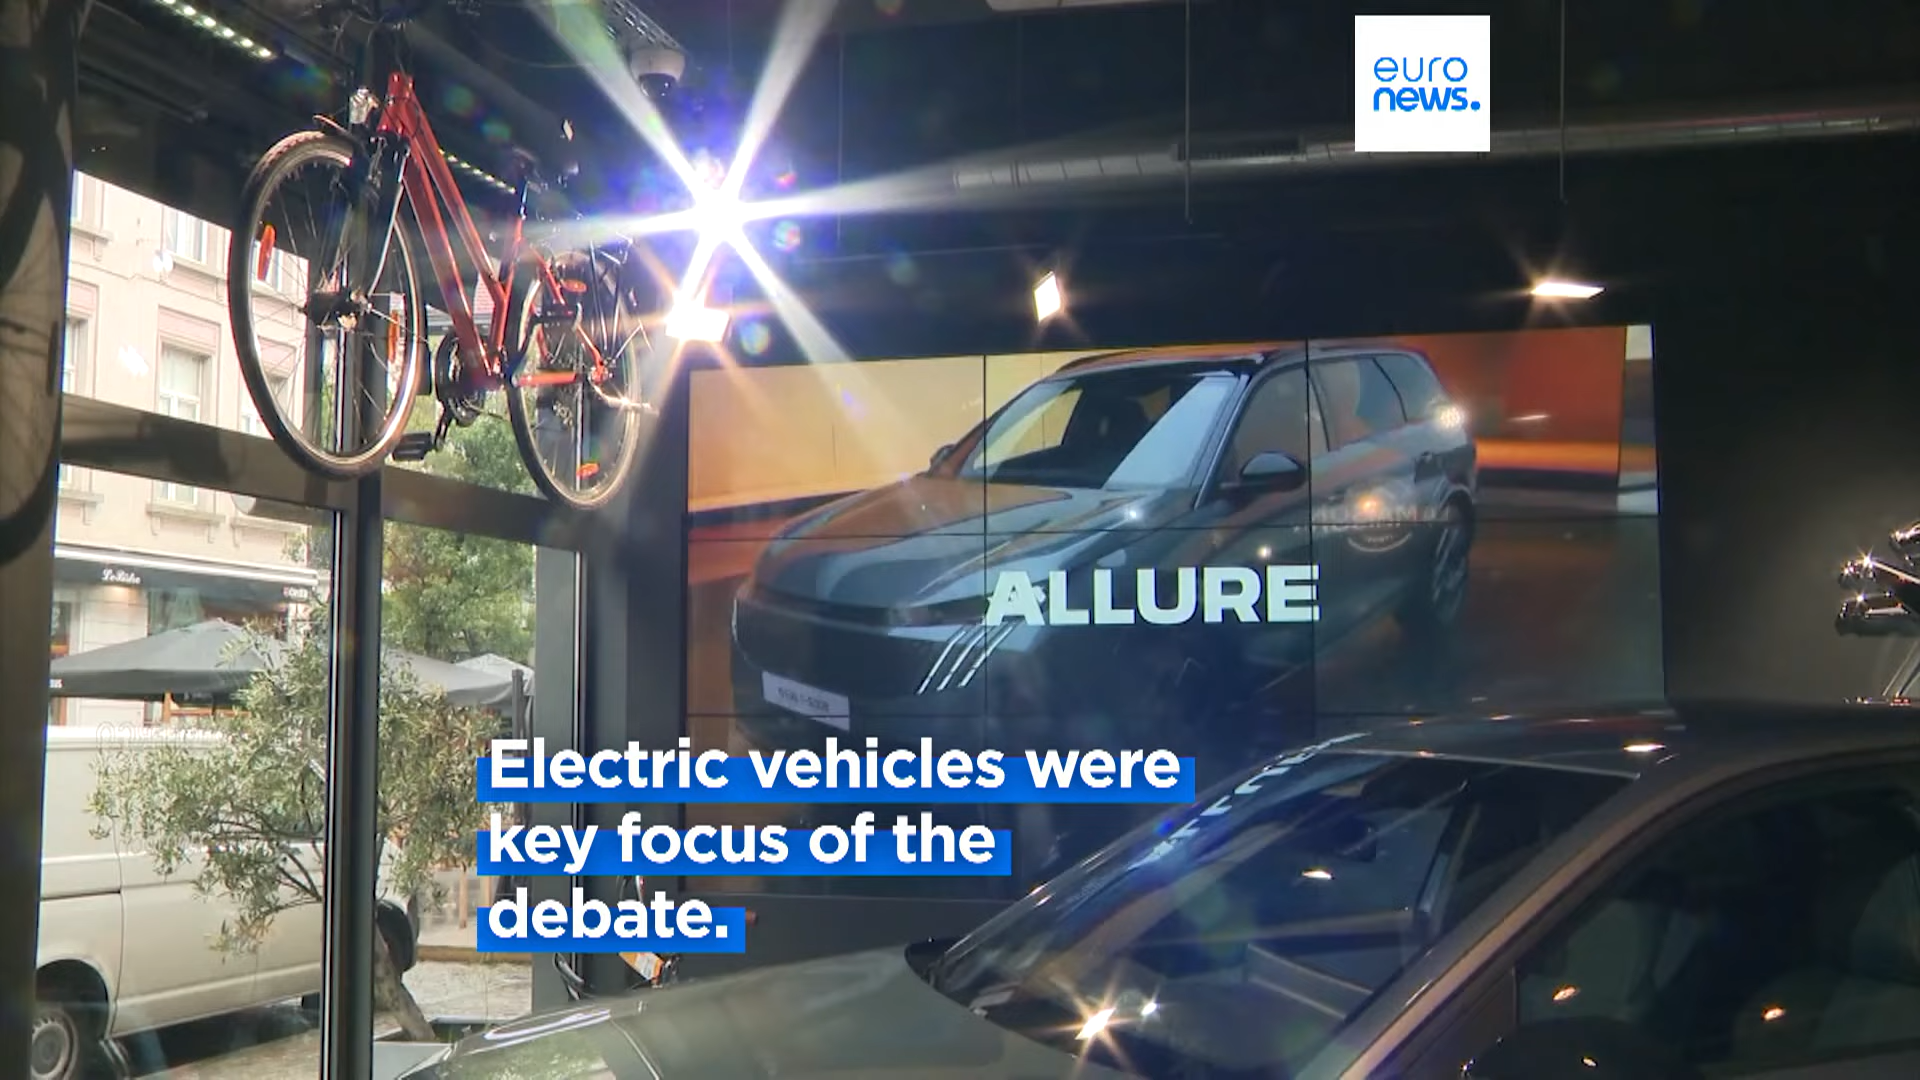 euro
news.
ALLURE
Electric vehicles were
key focus of the
debate.